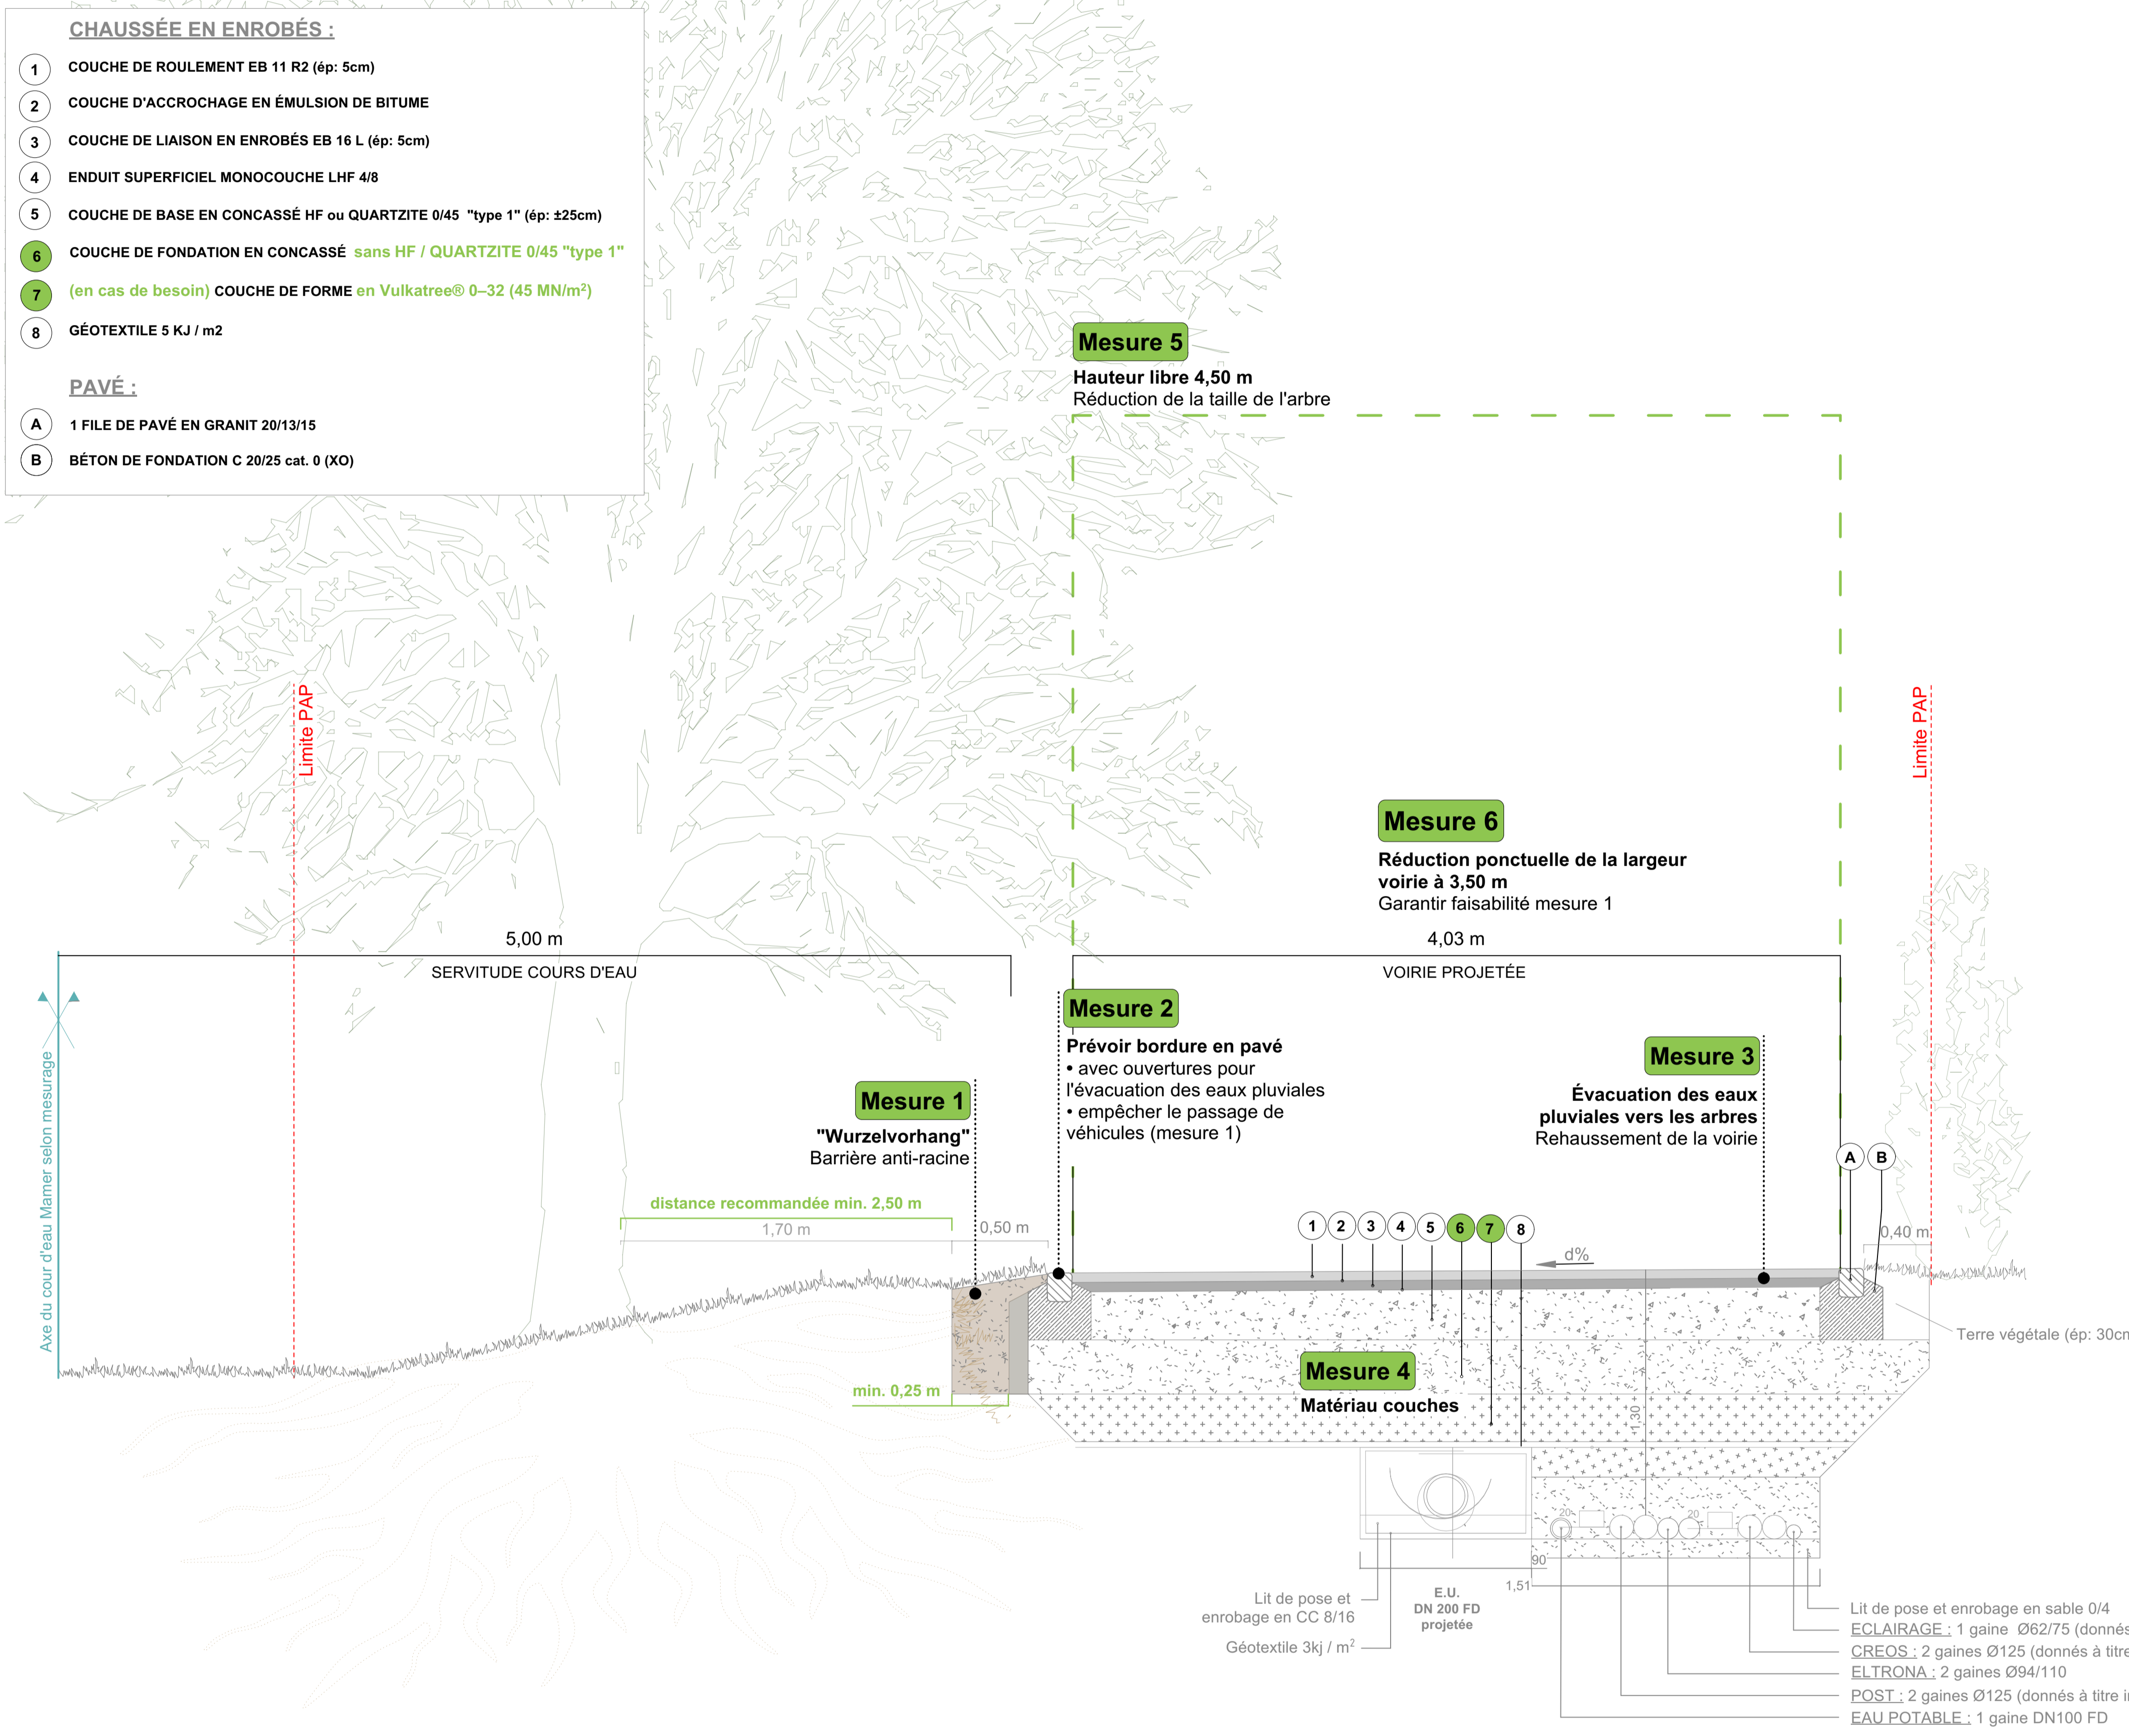 CHAUSSÉE EN ENROBÉS :
1 COUCHE DE ROULEMENT EB 11 R2 (ép: 5cm)
2 COUCHE D'ACCROCHAGE EN ÉMULSION DE BITUME
3 COUCHE DE LIAISON EN ENROBÉS EB 16 L (ép: 5cm)
4 ENDUIT SUPERFICIEL MONOCOUCHE LHF 4/8
5 COUCHE DE BASE EN CONCASSÉ HF ou QUARTZITE 0/45 "type 1" (ép: ±25cm)
6 COUCHE DE FONDATION EN CONCASSÉ sans HF / QUARTZITE 0/45 "type 1"
7 (en cas de besoin) COUCHE DE FORME en Vulkatree® 0–32 (45 MN/m²)
8 GÉOTEXTILE 5 KJ / m2
PAVÉ :
A 1 FILE DE PAVÉ EN GRANIT 20/13/15
B BÉTON DE FONDATION C 20/25 cat. 0 (XO)
Mesure 5
Hauteur libre 4,50 m
Réduction de la taille de l'arbre
Limite PAP
Limite PAP
Mesure 6
Réduction ponctuelle de la largeur
voirie à 3,50 m
Garantir faisabilité mesure 1
5,00 m
SERVITUDE COURS D'EAU
4,03 m
VOIRIE PROJETÉE
Axe du cour d'eau Mamer selon mesurage
Mesure 2
Prévoir bordure en pavé
• avec ouvertures pour
l'évacuation des eaux pluviales
• empêcher le passage de
véhicules (mesure 1)
Mesure 3
Évacuation des eaux
pluviales vers les arbres
Rehaussement de la voirie
Mesure 1
"Wurzelvorhang"
Barrière anti-racine
A B
distance recommandée min. 2,50 m
1,70 m
0,50 m
1 2 3 4 5 6 7 8
d%
0,40 m
Terre végétale (ép: 30cm
min. 0,25 m
Mesure 4
Matériau couches
1,30
20
20
90
1,51
Lit de pose et
enrobage en CC 8/16
Géotextile 3kj / m²
E.U.
DN 200 FD
projetée
Lit de pose et enrobage en sable 0/4
ECLAIRAGE : 1 gaine Ø62/75 (donnés
CREOS : 2 gaines Ø125 (donnés à titre
ELTRONA : 2 gaines Ø94/110
POST : 2 gaines Ø125 (donnés à titre i
EAU POTABLE : 1 gaine DN100 FD